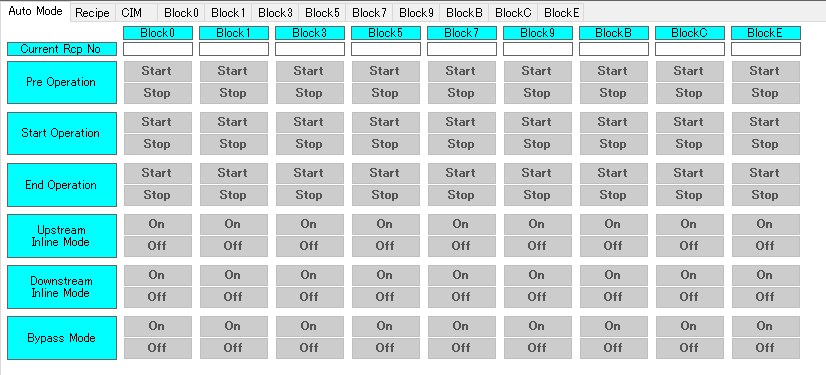 Auto Mode Recipe CIM Block0 Block1 Block3 Block5 Block7 Block9 BlockB BlockC BlockE
Block0 Block1 Block3 Block5 Block7 Block9 BlockB BlockC BlockE
Current Rcp No
Pre Operation
Start Start Start Start Start Start Start Start Start
Stop Stop Stop Stop Stop Stop Stop Stop Stop
Start Operation
Start Start Start Start Start Start Start Start Start
Stop Stop Stop Stop Stop Stop Stop Stop Stop
End Operation
Start Start Start Start Start Start Start Start Start
Stop Stop Stop Stop Stop Stop Stop Stop Stop
Upstream
Inline Mode
On On On On On On On On On
Off Off Off Off Off Off Off Off Off
Downstream
Inline Mode
On On On On On On On On On
Off Off Off Off Off Off Off Off Off
Bypass Mode
On On On On On On On On On
Off Off Off Off Off Off Off Off Off